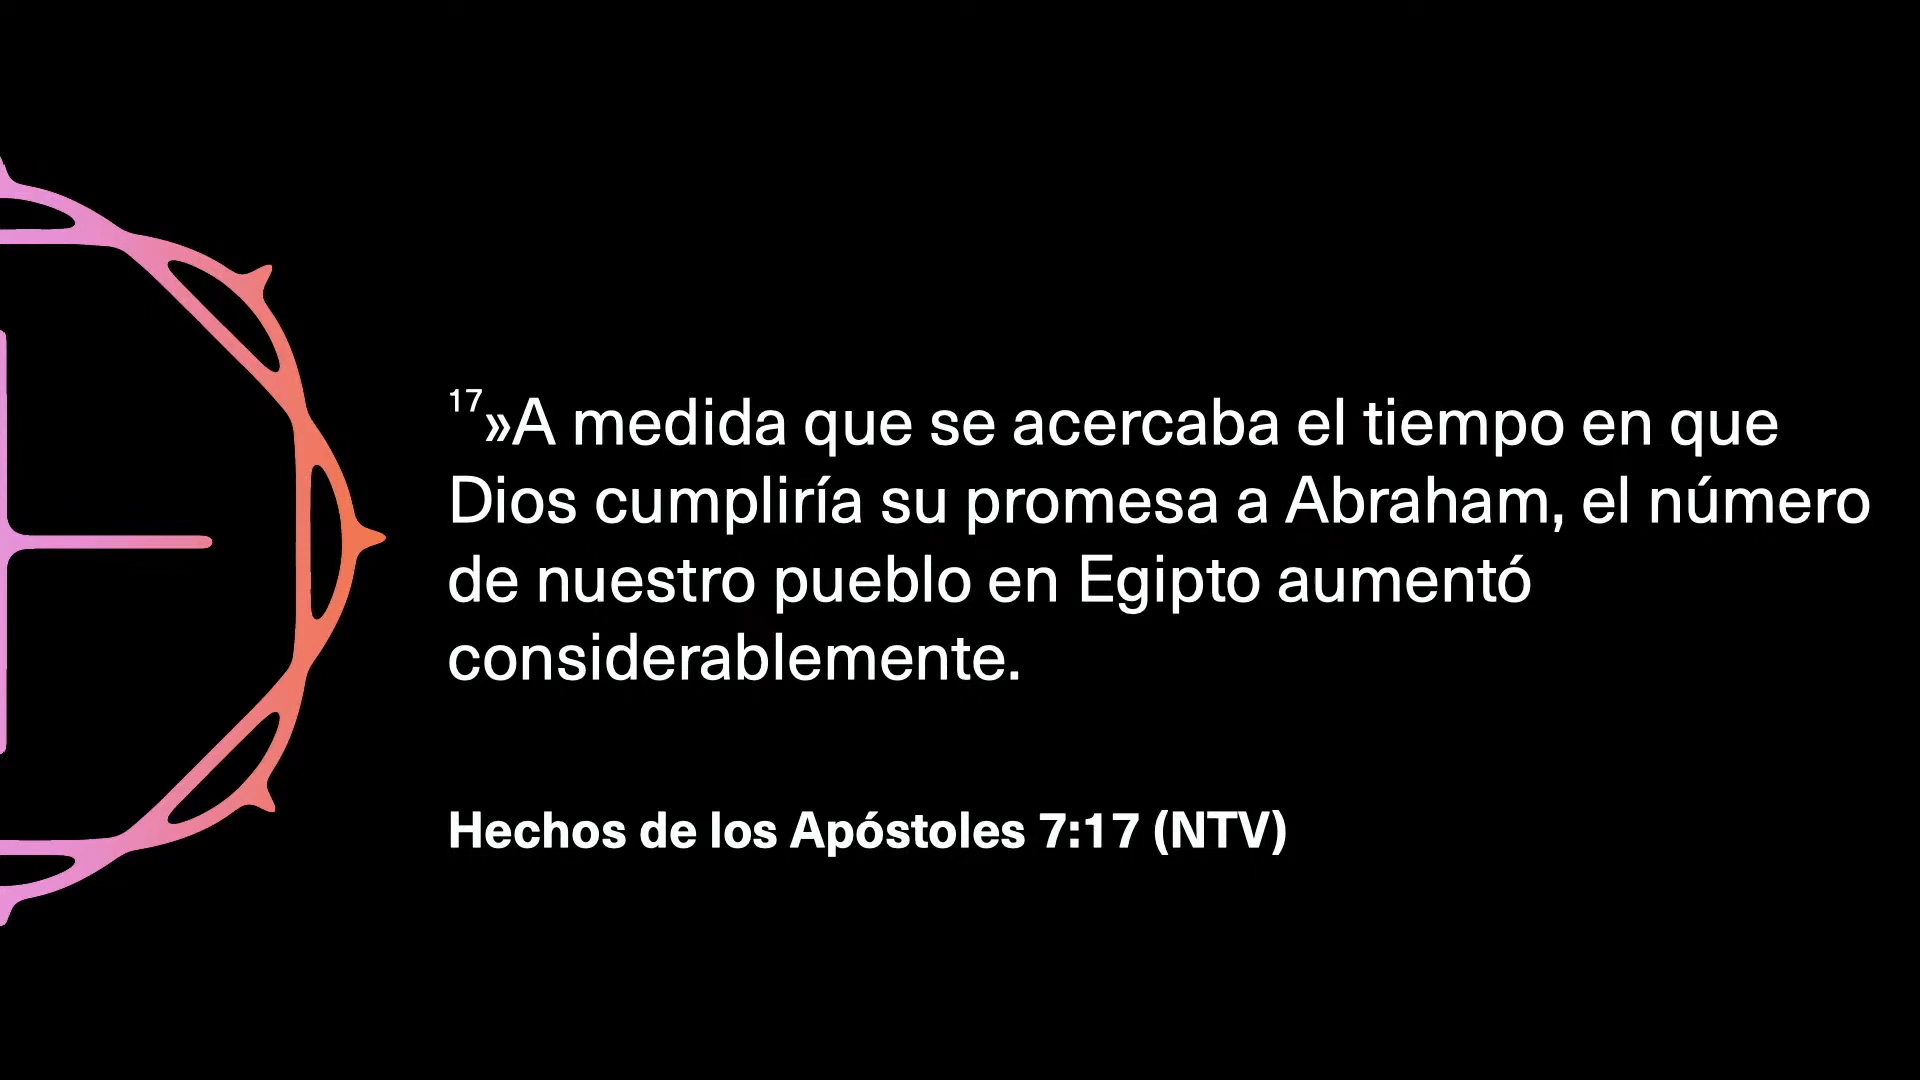 17»A medida que se acercaba el tiempo en que
Dios cumpliría su promesa a Abraham, el número
de nuestro pueblo en Egipto aumentó
considerablemente.
Hechos de los Apóstoles 7:17 (NTV)